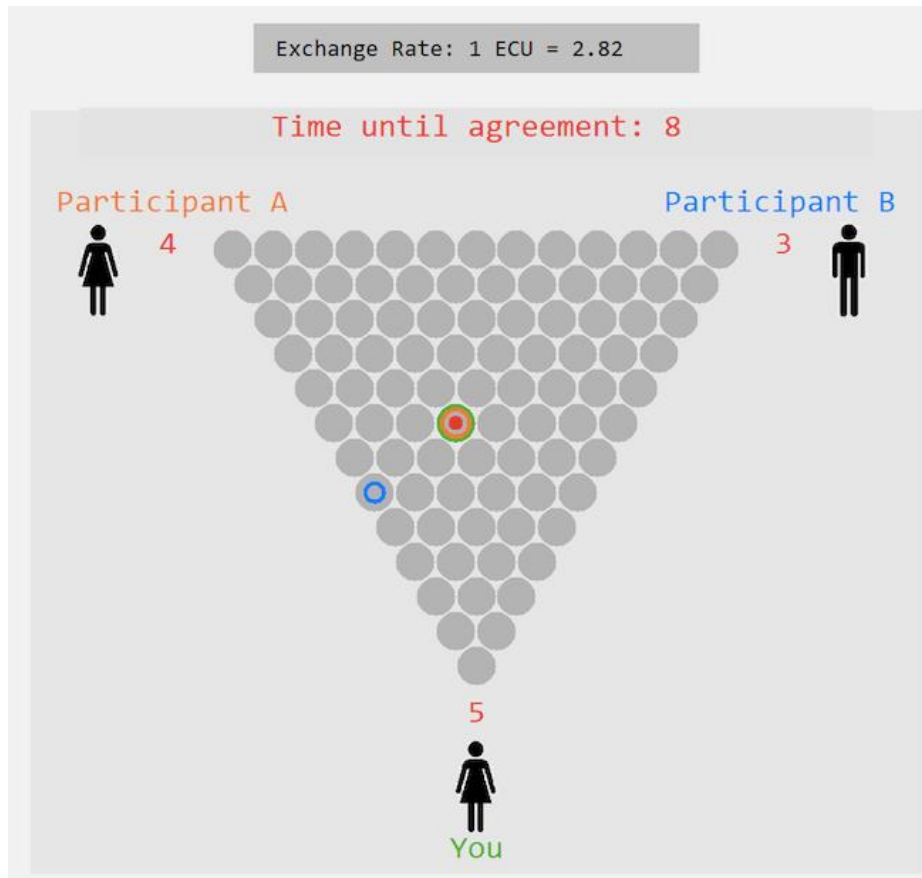 Exchange Rate: 1 ECU = 2.82
Time until agreement: 8
Participant A
Participant B
4
3
5
You